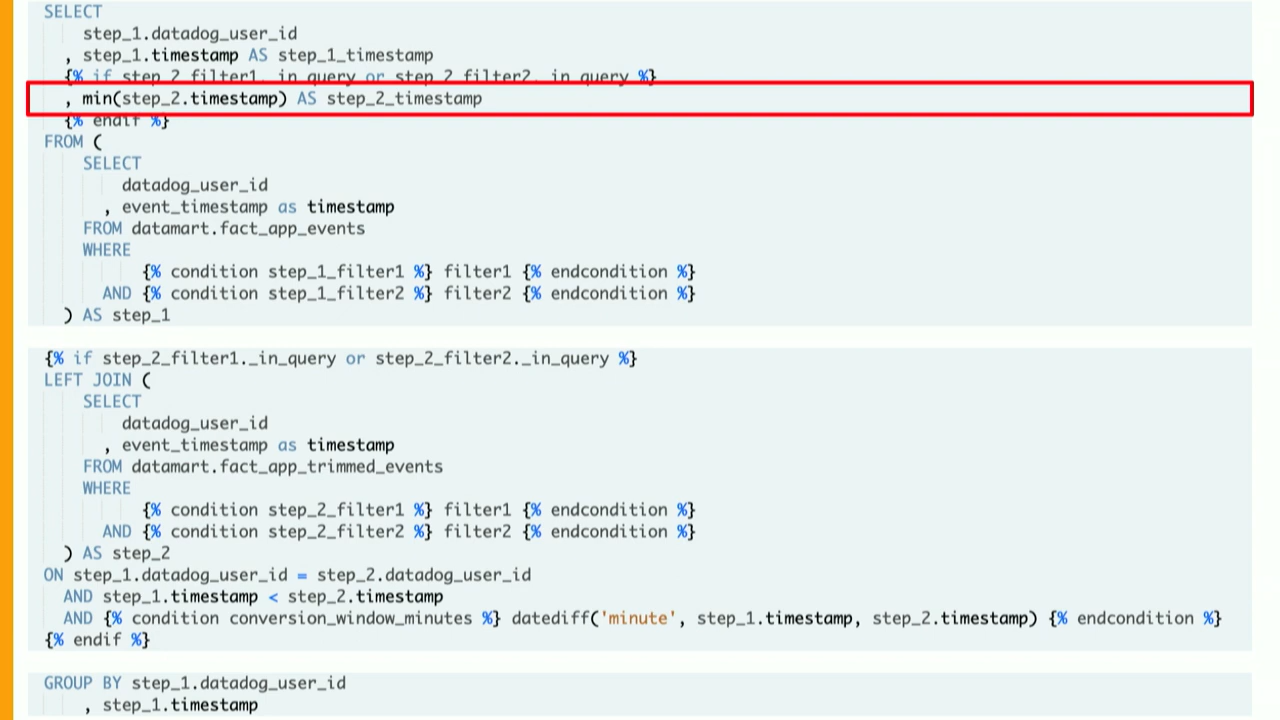 SELECT
step_1.datadog_user_id
, step_1.timestamp AS step_1_timestamp
{% if step_2_filter1._in_query or step_2_filter2._in_query %}
, min(step_2.timestamp) AS step_2_timestamp
{% endif %}
FROM (
SELECT
datadog_user_id
, event_timestamp as timestamp
FROM datamart.fact_app_events
WHERE
{% condition step_1_filter1 %} filter1 {% endcondition %}
AND {% condition step_1_filter2 %} filter2 {% endcondition %}
) AS step_1
{% if step_2_filter1._in_query or step_2_filter2._in_query %}
LEFT JOIN (
SELECT
datadog_user_id
, event_timestamp as timestamp
FROM datamart.fact_app_trimmed_events
WHERE
{% condition step_2_filter1 %} filter1 {% endcondition %}
AND {% condition step_2_filter2 %} filter2 {% endcondition %}
) AS step_2
ON step_1.datadog_user_id = step_2.datadog_user_id
AND step_1.timestamp < step_2.timestamp
AND {% condition conversion_window_minutes %} datediff('minute', step_1.timestamp, step_2.timestamp) {% endcondition %}
{% endif %}
GROUP BY step_1.datadog_user_id
, step_1.timestamp